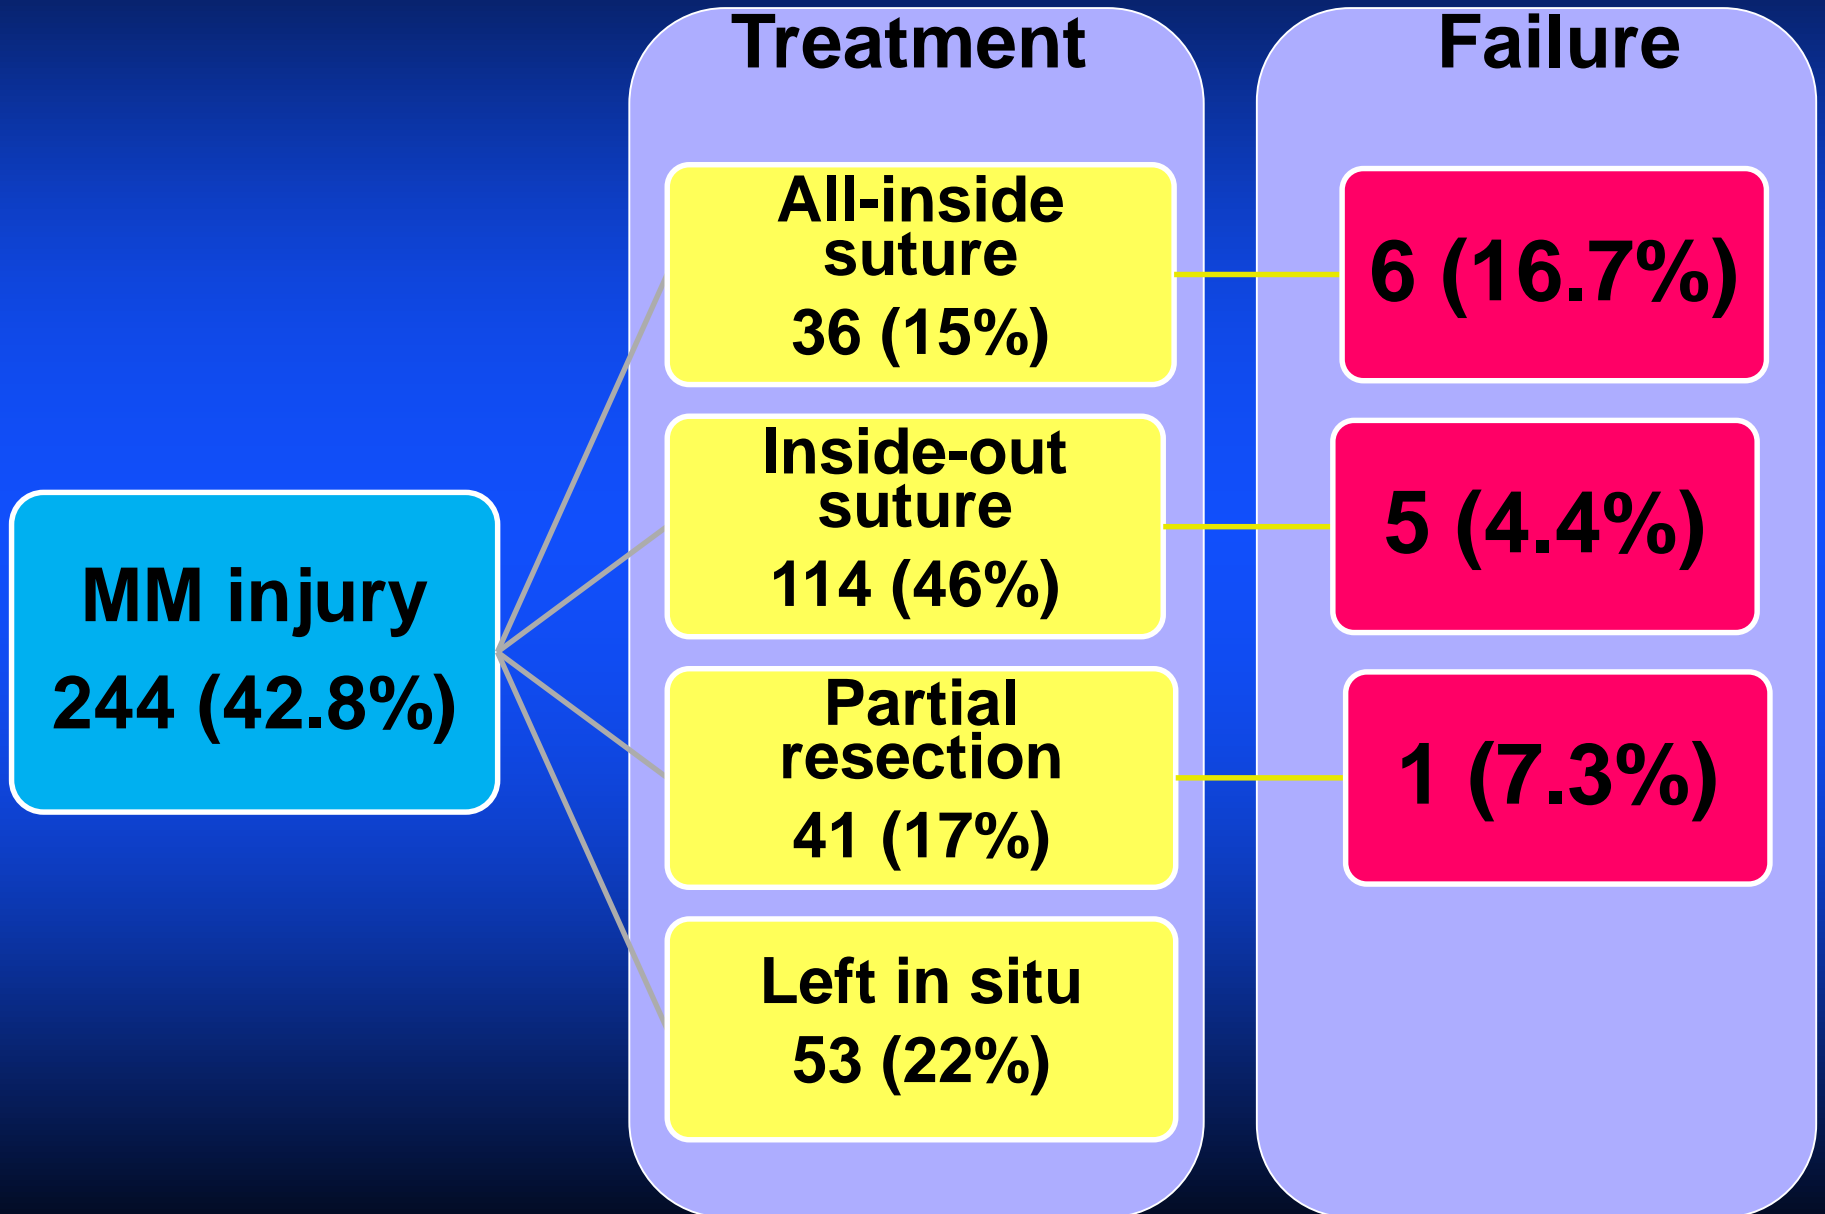 Treatment
Failure
MM injury
244 (42.8%)
All-inside
suture
36 (15%)
6 (16.7%)
Inside-out
suture
114 (46%)
5 (4.4%)
Partial
resection
41 (17%)
1 (7.3%)
Left in situ
53 (22%)